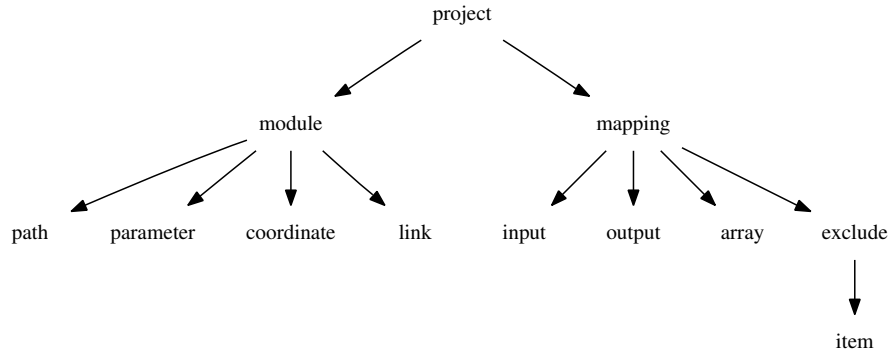 project
module mapping
path parameter coordinate link input output array exclude
item